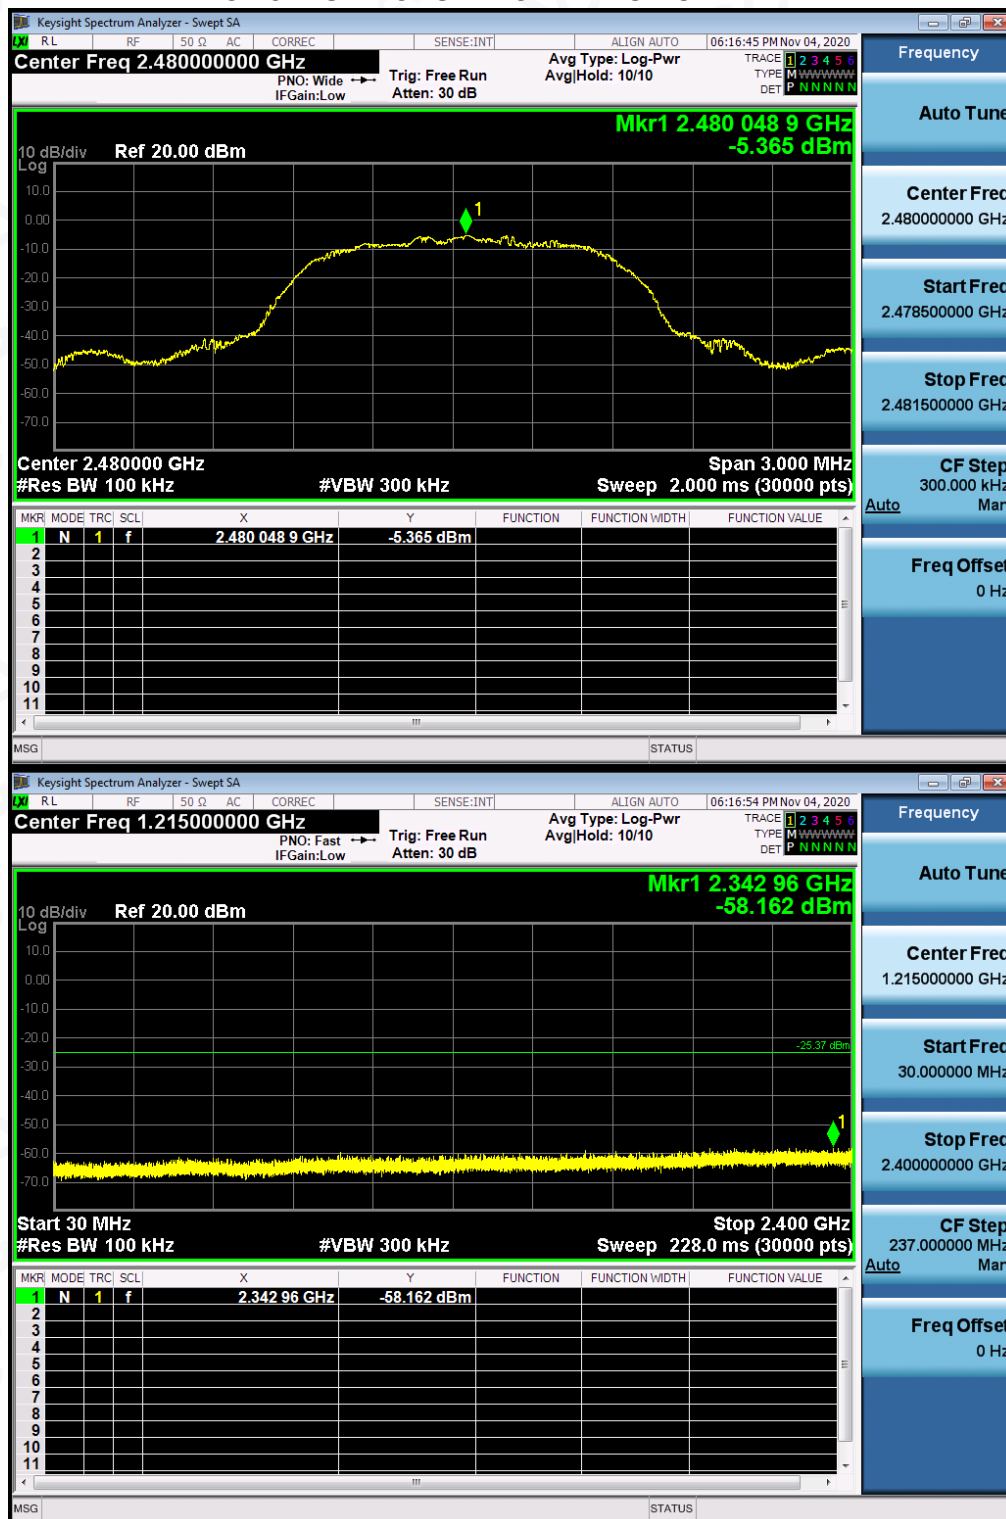 Keysight Spectrum Analyzer - Swept SA
LXI RL RF 50 Ω AC CORREC SENSE:INT ALIGN AUTO 06:16:45 PM Nov 04, 2020
Center Freq 2.480000000 GHz
PNO: Wide
IFGain:Low
Trig: Free Run
Atten: 30 dB
Avg Type: Log-Pwr
Avg|Hold: 10/10
TRACE 1 2 3 4 5 6
TYPE M WWWWW
DET P N N N N N
Mkr1 2.480 048 9 GHz
-5.365 dBm
10 dB/div Ref 20.00 dBm
Log
10.0
0.00
-10.0
-20.0
-30.0
-40.0
-50.0
-60.0
-70.0
1
Center 2.480000 GHz Span 3.000 MHz
#Res BW 100 kHz #VBW 300 kHz Sweep 2.000 ms (30000 pts)
MKR MODE TRC SCL X Y FUNCTION FUNCTION WIDTH FUNCTION VALUE
1 N 1 f 2.480 048 9 GHz -5.365 dBm
2
3
4
5
6
7
8
9
10
11
MSG STATUS
Frequency
Auto Tune
Center Freq
2.480000000 GHz
Start Freq
2.478500000 GHz
Stop Freq
2.481500000 GHz
CF Step
300.000 kHz
Auto Man
Freq Offset
0 Hz
Keysight Spectrum Analyzer - Swept SA
LXI RL RF 50 Ω AC CORREC SENSE:INT ALIGN AUTO 06:16:54 PM Nov 04, 2020
Center Freq 1.215000000 GHz
PNO: Fast
IFGain:Low
Trig: Free Run
Atten: 30 dB
Avg Type: Log-Pwr
Avg|Hold: 10/10
TRACE 1 2 3 4 5 6
TYPE M WWWWW
DET P N N N N N
Mkr1 2.342 96 GHz
-58.162 dBm
10 dB/div Ref 20.00 dBm
Log
10.0
0.00
-10.0
-20.0
-30.0
-40.0
-50.0
-60.0
-70.0
-25.37 dBm
1
Start 30 MHz Stop 2.400 GHz
#Res BW 100 kHz #VBW 300 kHz Sweep 228.0 ms (30000 pts)
MKR MODE TRC SCL X Y FUNCTION FUNCTION WIDTH FUNCTION VALUE
1 N 1 f 2.342 96 GHz -58.162 dBm
2
3
4
5
6
7
8
9
10
11
MSG STATUS
Frequency
Auto Tune
Center Freq
1.215000000 GHz
Start Freq
30.000000 MHz
Stop Freq
2.400000000 GHz
CF Step
237.000000 MHz
Auto Man
Freq Offset
0 Hz